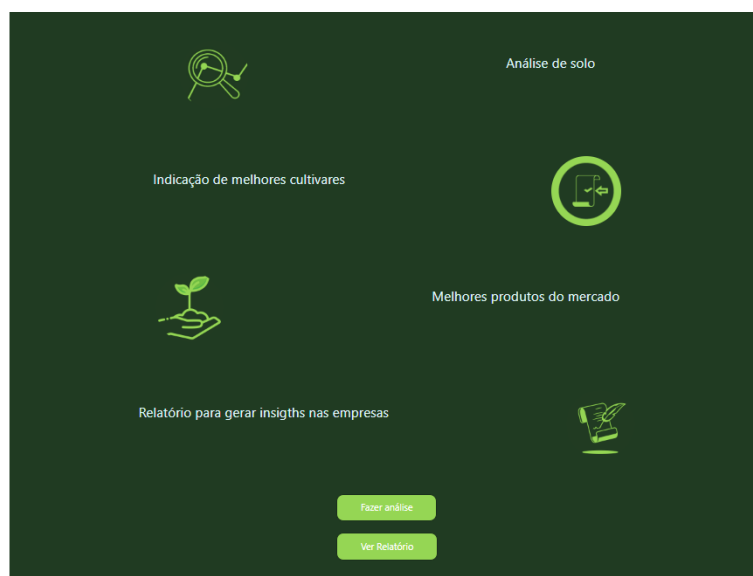 Análise de solo
Indicação de melhores cultivares
Melhores produtos do mercado
Relatório para gerar insigths nas empresas
Fazer análise
Ver Relatório